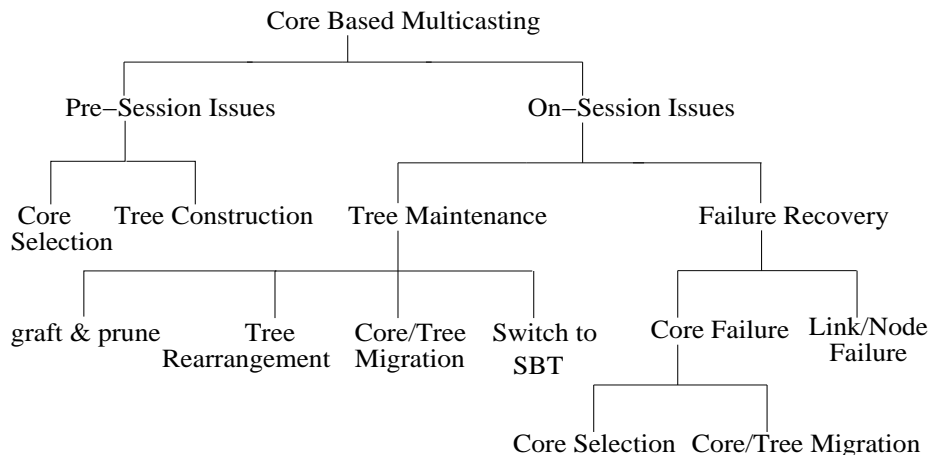 Core Based Multicasting
Pre−Session Issues
On−Session Issues
Core
Selection
Tree Construction
Tree Maintenance
Failure Recovery
graft & prune
Tree
Rearrangement
Core/Tree
Migration
Switch to
SBT
Core Failure
Link/Node
Failure
Core Selection
Core/Tree Migration